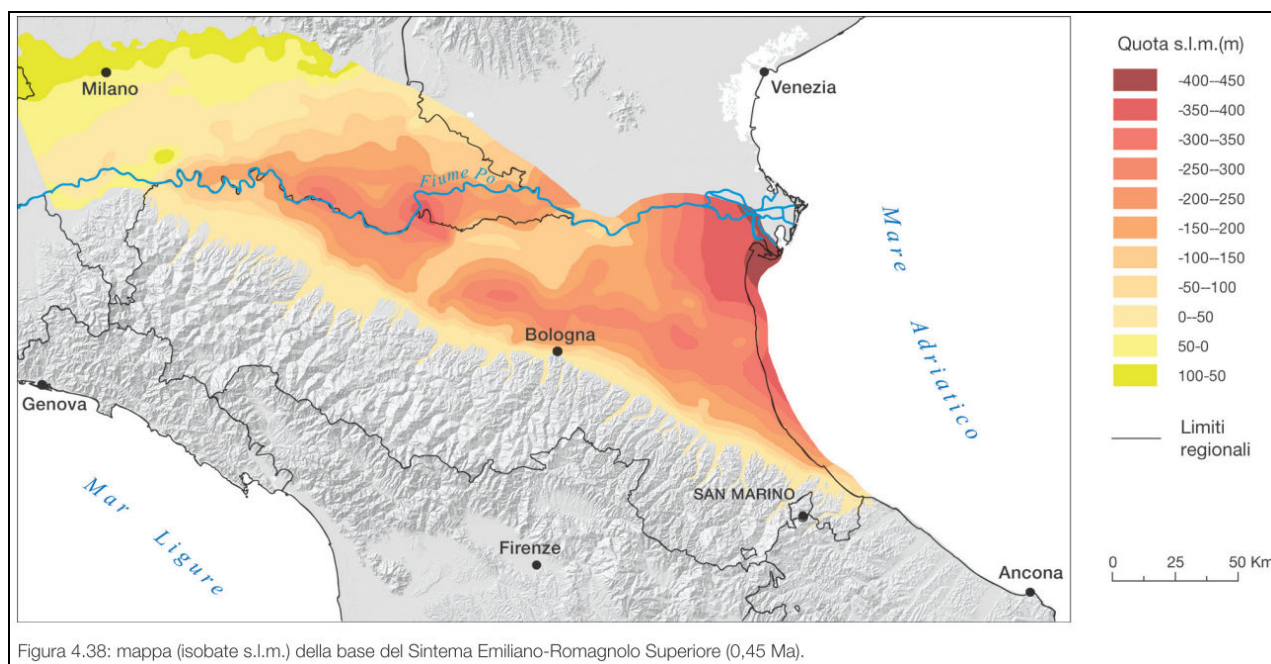 Milano
Venezia
Fiume Po
Mare
Adriatico
Bologna
Genova
SAN MARINO
Mar Ligure
Firenze
Ancona
Quota s.l.m.(m)
-400--450
-350--400
-300--350
-250--300
-200--250
-150--200
-100--150
-50--100
0--50
50-0
100-50
Limiti
regionali
0 25 50 Km
Figura 4.38: mappa (isobate s.l.m.) della base del Sintema Emiliano-Romagnolo Superiore (0,45 Ma).